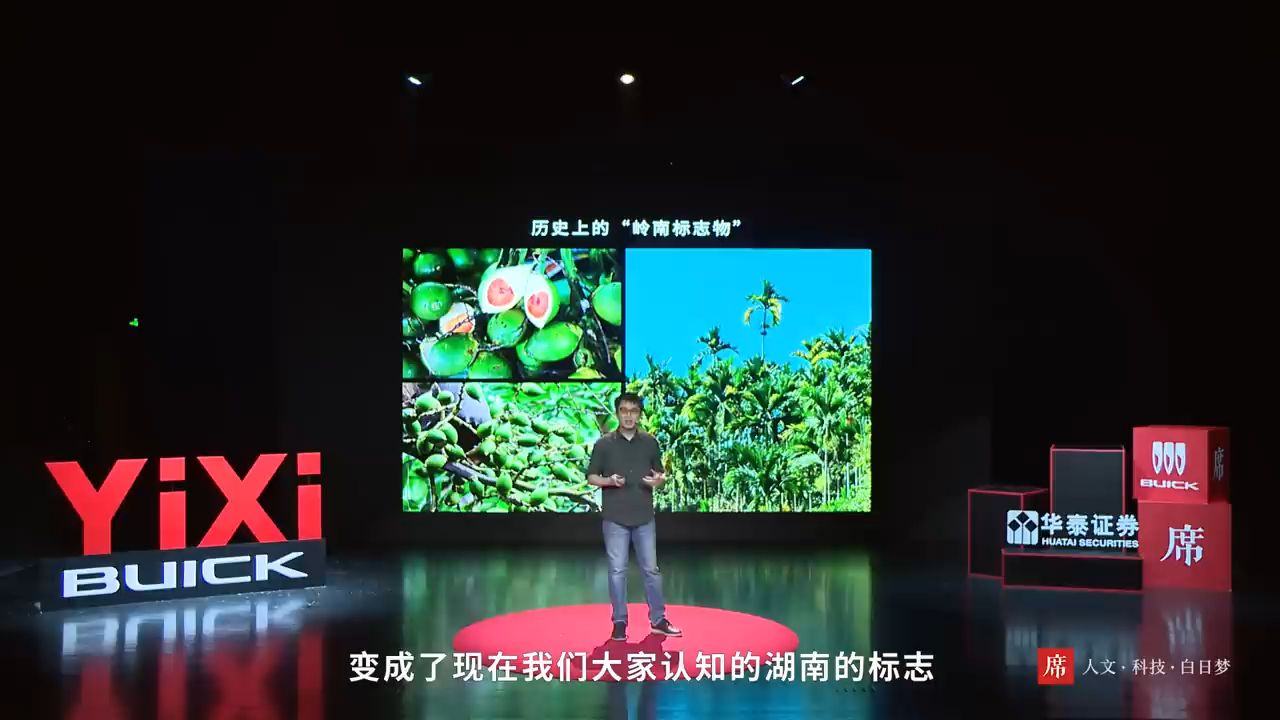 历史上的“岭南标志物”
YiXi
BUICK
BUICK
席
华泰证券
HUATAI SECURITIES
席
变成了现在我们大家认知的湖南的标志
席 人文·科技·白日梦